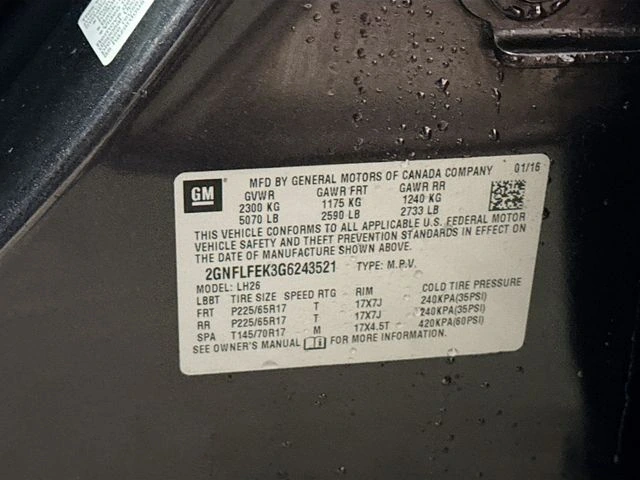 GM
MFD BY GENERAL MOTORS OF CANADA COMPANY 01/16
GVWR GAWR FRT GAWR RR
2300 KG 1175 KG 1240 KG
5070 LB 2590 LB 2733 LB
THIS VEHICLE CONFORMS TO ALL APPLICABLE U.S. FEDERAL MOTOR
VEHICLE SAFETY AND THEFT PREVENTION STANDARDS IN EFFECT ON
THE DATE OF MANUFACTURE SHOWN ABOVE.
2GNFLFEK3G6243521 TYPE: M.P.V.
MODEL: LH26
LBBT TIRE SIZE SPEED RTG RIM COLD TIRE PRESSURE
FRT P225/65R17 T 17X7J 240KPA(35PSI)
RR P225/65R17 T 17X7J 240KPA(35PSI)
SPA T145/70R17 M 17X4.5T 420KPA(60PSI)
SEE OWNER'S MANUAL FOR MORE INFORMATION.